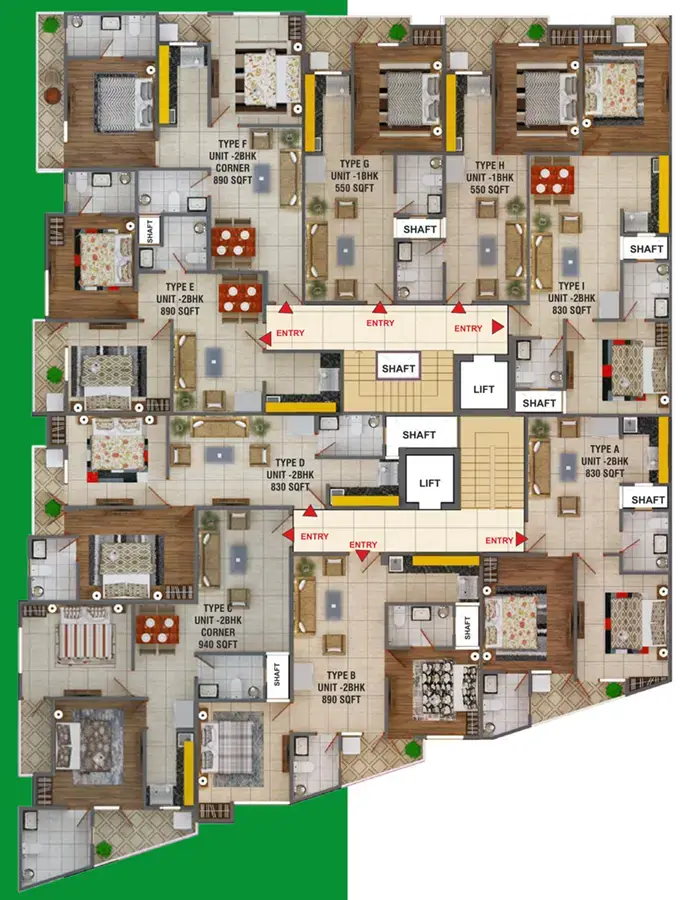 TYPE F
UNIT -2BHK
CORNER
890 SQFT
TYPE G
UNIT -1BHK
550 SQFT
TYPE H
UNIT -1BHK
550 SQFT
SHAFT
SHAFT
SHAFT
TYPE E
UNIT -2BHK
890 SQFT
TYPE I
UNIT -2BHK
830 SQFT
ENTRY
ENTRY
ENTRY
SHAFT
LIFT
SHAFT
SHAFT
TYPE D
UNIT -2BHK
830 SQFT
LIFT
TYPE A
UNIT -2BHK
830 SQFT
SHAFT
ENTRY
ENTRY
ENTRY
TYPE C
UNIT -2BHK
CORNER
940 SQFT
SHAFT
SHAFT
TYPE B
UNIT -2BHK
890 SQFT